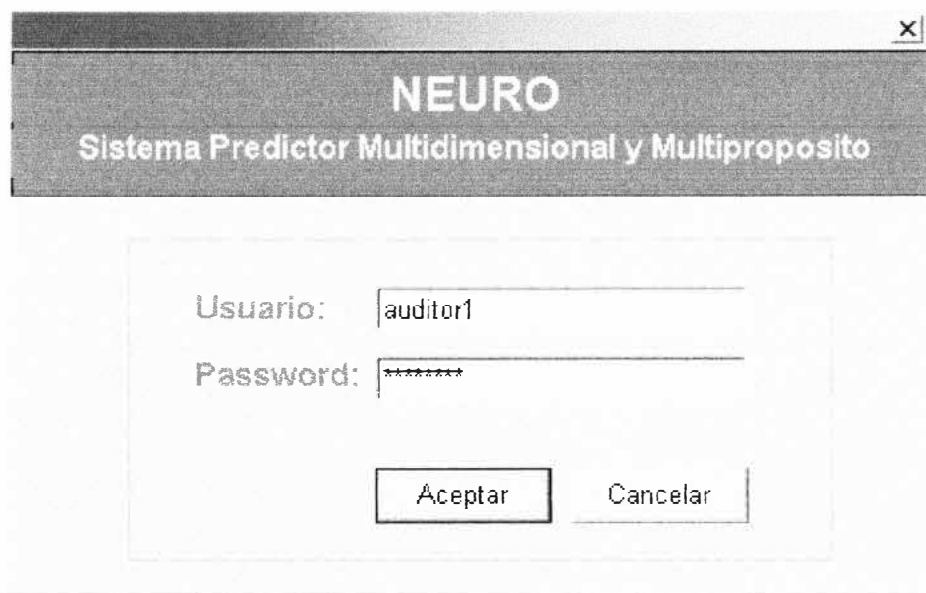 NEURO
Sistema Predictor Multidimensional y Multiproposito
Usuario: auditor1
Password: ********
Aceptar Cancelar